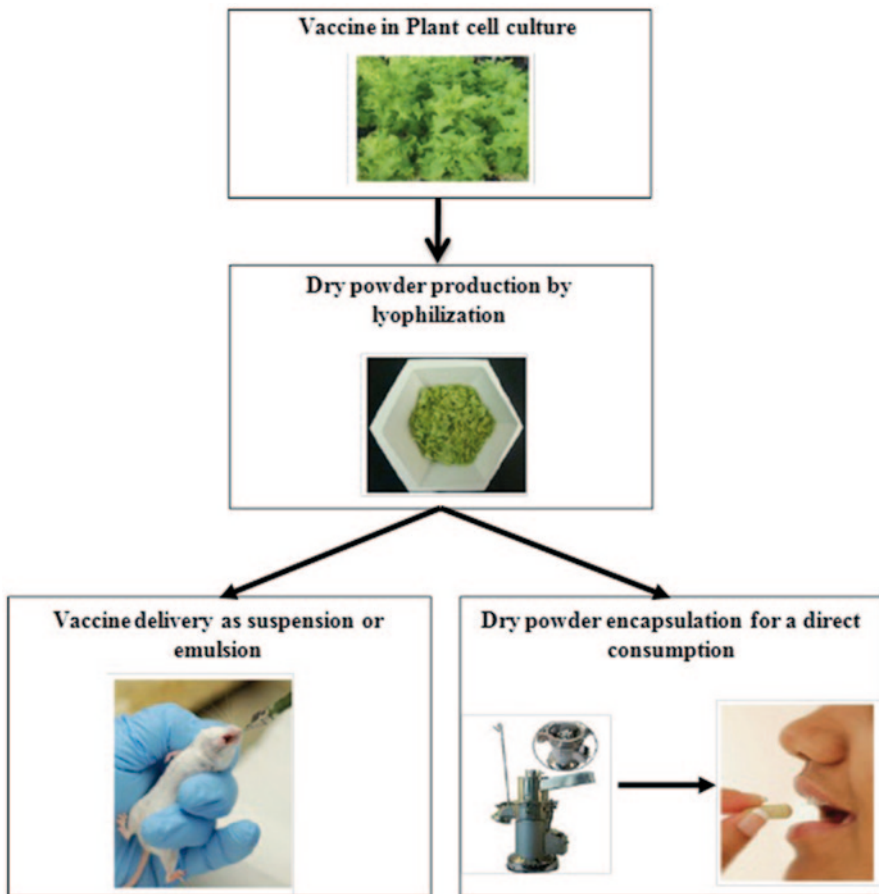 Vaccine in Plant cell culture
Dry powder production by
lyophilization
Vaccine delivery as suspension or
emulsion
Dry powder encapsulation for a direct
consumption